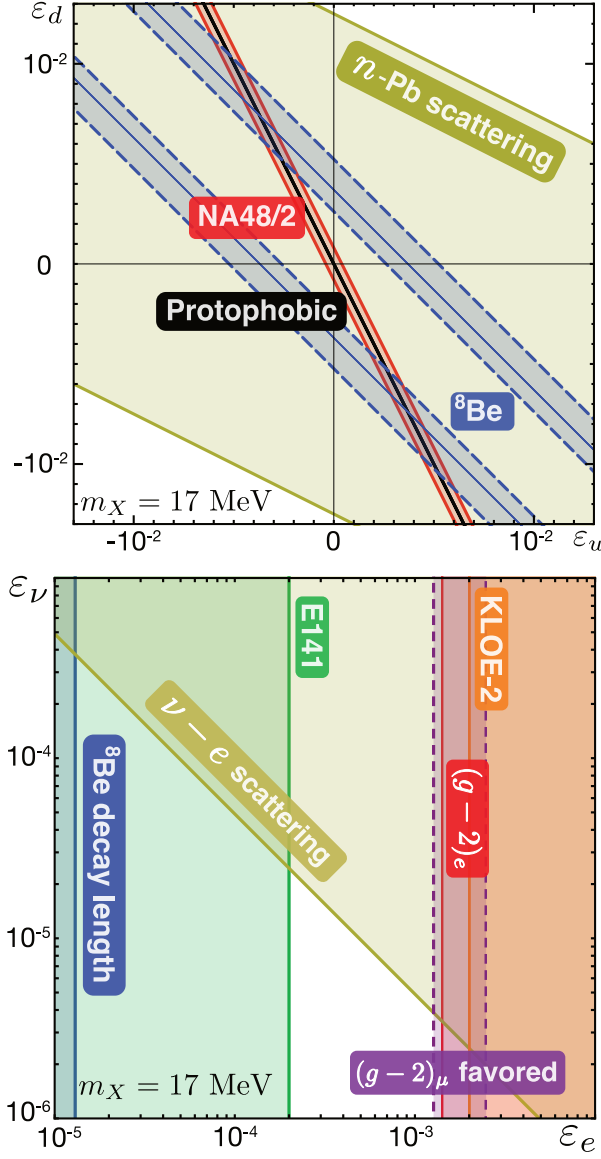 ε_d
n-Pb scattering
10⁻²
NA48/2
0
Protophobic
⁸Be
-10⁻²
m_X = 17 MeV
-10⁻² 0 10⁻² ε_u
ε_ν
E141
KLOE-2
ν − e scattering
10⁻⁴
⁸Be decay length
(g − 2)_e
10⁻⁵
(g − 2)_μ favored
m_X = 17 MeV
10⁻⁶
10⁻⁵ 10⁻⁴ 10⁻³ ε_e